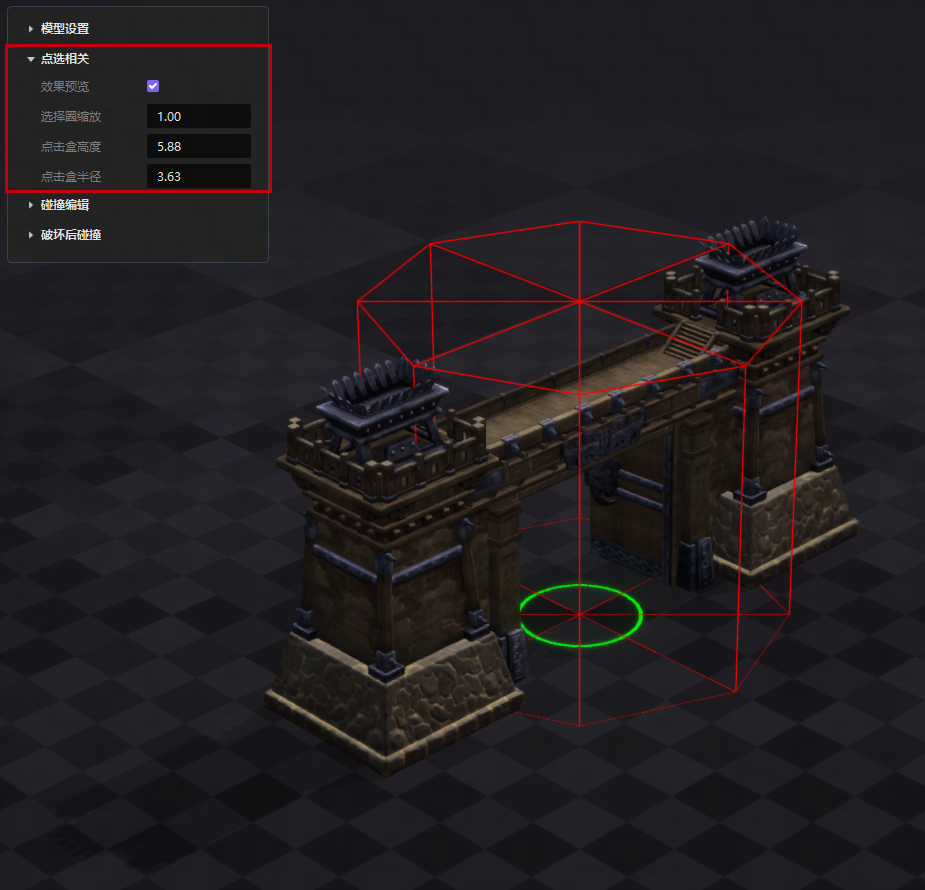 模型设置
点选相关
效果预览
选择圈缩放 1.00
点击盒高度 5.88
点击盒半径 3.63
碰撞编辑
破坏后碰撞